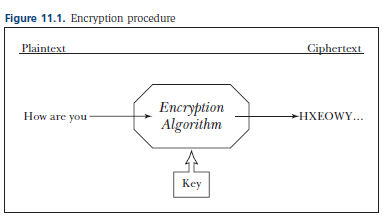 Figure 11.1. Encryption procedure
Plaintext Ciphertext
How are you Encryption Algorithm HXEOWY...
Key